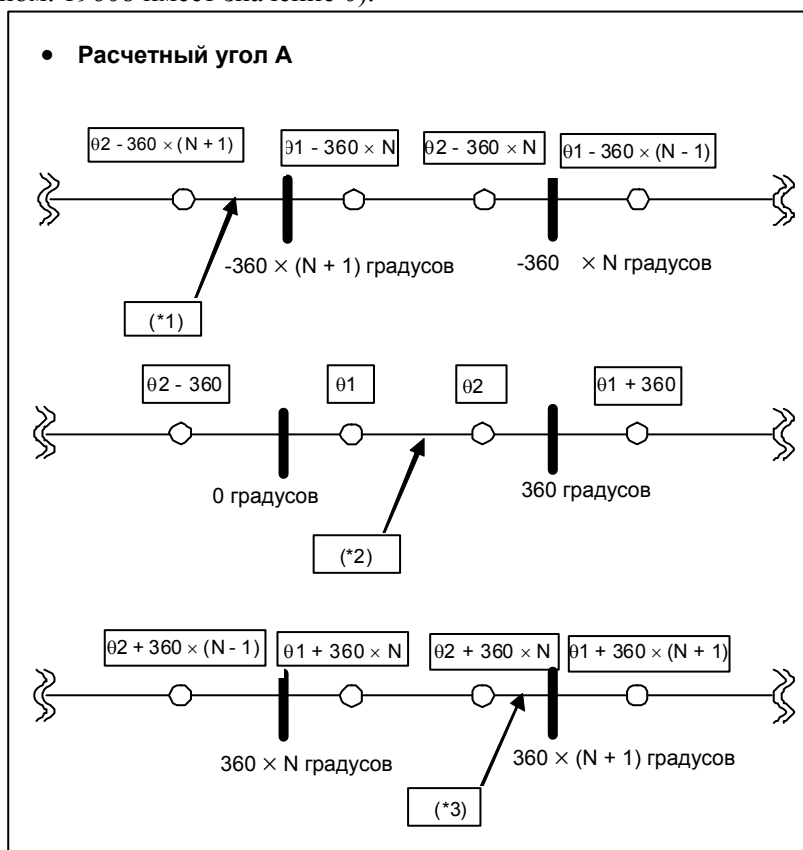 ном. 19608 имеет значение 0).
• Расчетный угол A
θ2 - 360 × (N + 1) θ1 - 360 × N θ2 - 360 × N θ1 - 360 × (N - 1)
-360 × (N + 1) градусов -360 × N градусов
(*1)
θ2 - 360 θ1 θ2 θ1 + 360
0 градусов 360 градусов
(*2)
θ2 + 360 × (N - 1) θ1 + 360 × N θ2 + 360 × N θ1 + 360 × (N + 1)
360 × N градусов 360 × (N + 1) градусов
(*3)